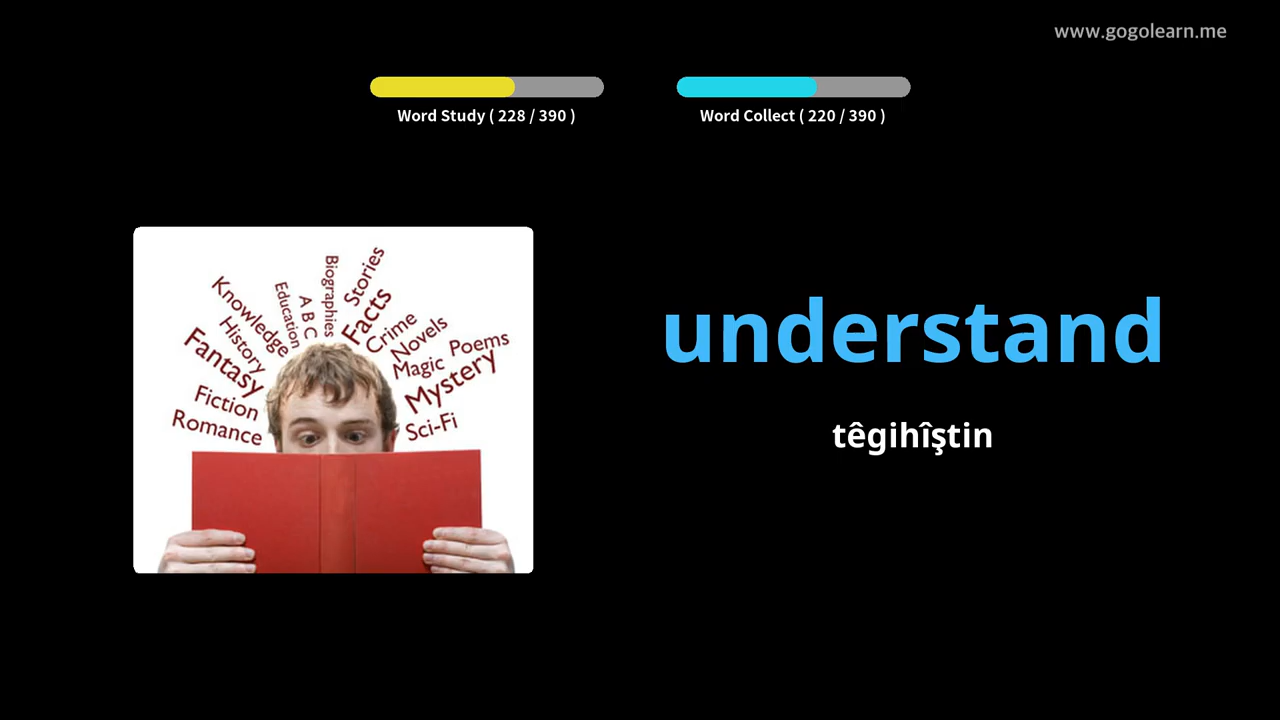 www.gogolearn.me
Word Study ( 228 / 390 )
Word Collect ( 220 / 390 )
Knowledge
Education
A B C
Biographies
Stories
Facts
History
Crime
Novels
Fantasy
Magic
Poems
Mystery
Fiction
Romance
Sci-Fi
understand
têgihîştin